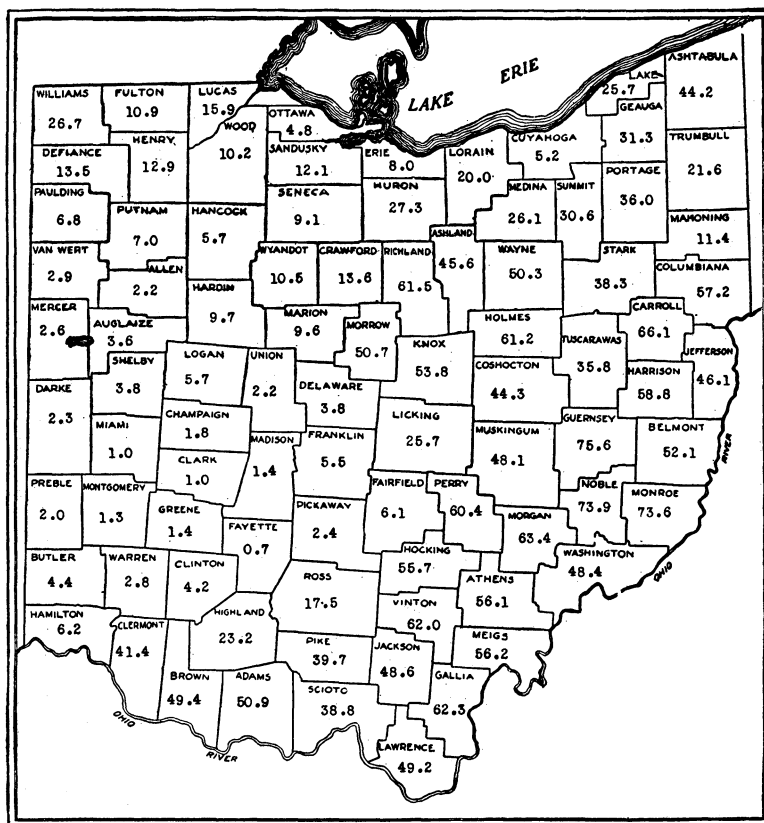 LAKE ERIE
WILLIAMS
26.7
FULTON
10.9
LUCAS
15.9
WOOD
10.2
OTTAWA
4.8
LAKE
25.7
ASHTABULA
44.2
GEAUGA
31.3
CUYAHOGA
5.2
TRUMBULL
21.6
DEFIANCE
13.5
HENRY
12.9
SANDUSKY
12.1
ERIE
8.0
LORAIN
20.0
MEDINA
26.1
SUMMIT
30.6
PORTAGE
36.0
MAHONING
11.4
PAULDING
6.8
PUTNAM
7.0
HANCOCK
5.7
SENECA
9.1
HURON
27.3
ASHLAND
45.6
WAYNE
50.3
STARK
38.3
COLUMBIANA
57.2
VAN WERT
2.9
ALLEN
2.2
HARDIN
9.7
WYANDOT
10.5
CRAWFORD
13.6
RICHLAND
61.5
HOLMES
61.2
CARROLL
66.1
MERCER
2.6
AUGLAIZE
3.6
MARION
9.6
MORROW
50.7
KNOX
53.8
TUSCARAWAS
35.8
JEFFERSON
46.1
SHELBY
3.8
LOGAN
5.7
UNION
2.2
DELAWARE
3.8
COSHOCTON
44.3
HARRISON
58.8
DARKE
2.3
MIAMI
1.0
CHAMPAIGN
1.8
CLARK
1.0
MADISON
1.4
FRANKLIN
5.5
LICKING
25.7
MUSKINGUM
48.1
GUERNSEY
75.6
BELMONT
52.1
RIVER
PREBLE
2.0
MONTGOMERY
1.3
GREENE
1.4
FAYETTE
0.7
PICKAWAY
2.4
FAIRFIELD
6.1
PERRY
60.4
MORGAN
63.4
NOBLE
73.9
MONROE
73.6
BUTLER
4.4
WARREN
2.8
CLINTON
4.2
ROSS
17.5
HOCKING
55.7
ATHENS
56.1
WASHINGTON
48.4
OHIO
HAMILTON
6.2
CLERMONT
41.4
HIGHLAND
23.2
PIKE
39.7
VINTON
62.0
JACKSON
48.6
MEIGS
56.2
BROWN
49.4
ADAMS
50.9
SCIOTO
38.8
GALLIA
62.3
LAWRENCE
49.2
OHIO
RIVER